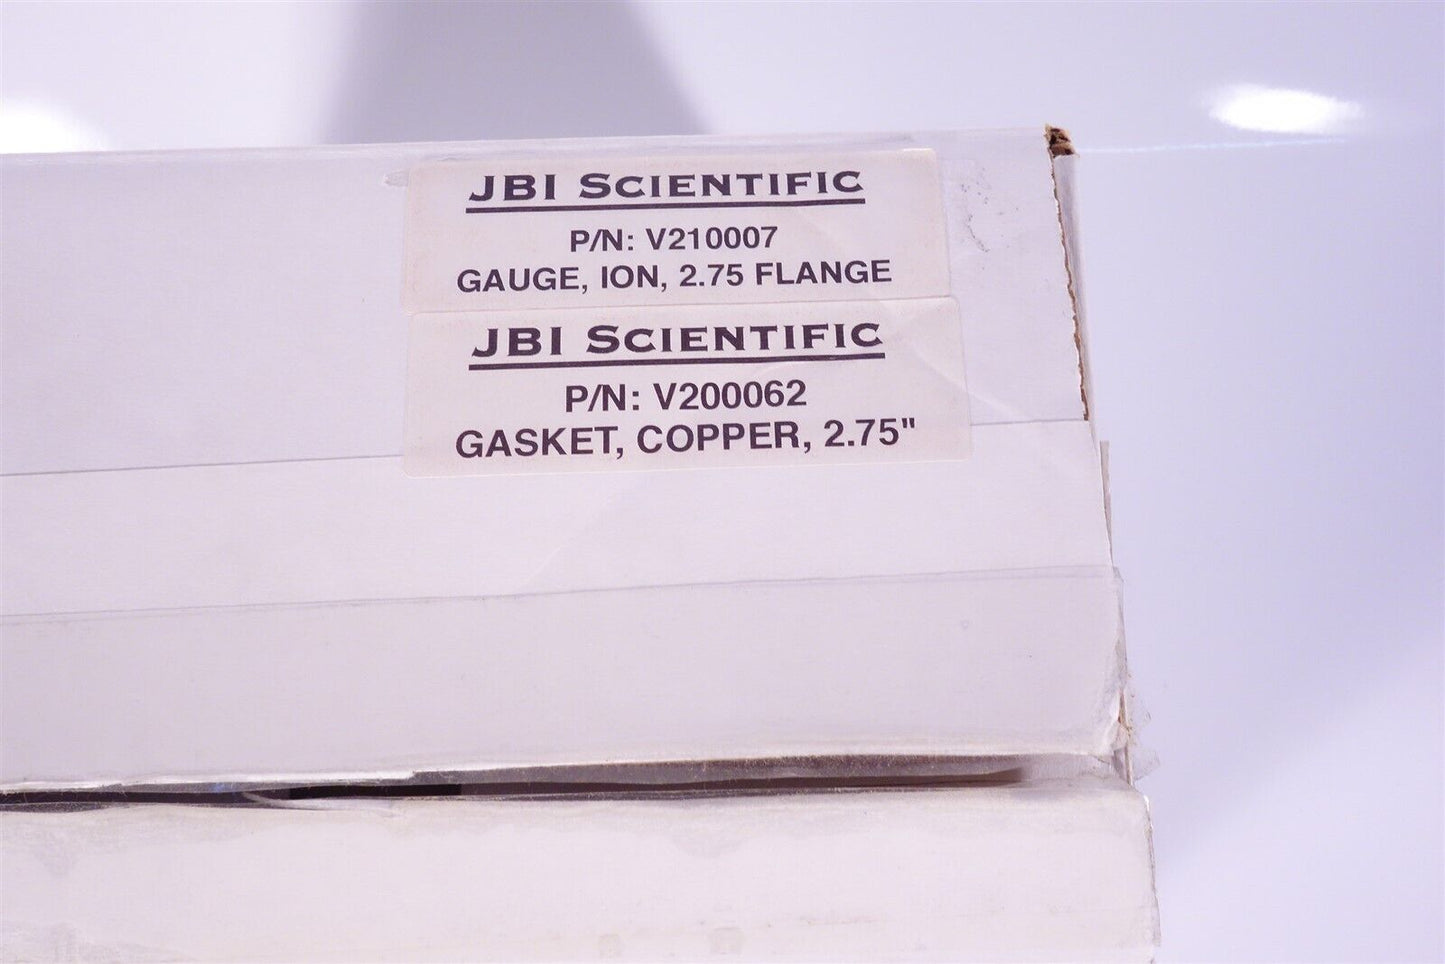 JBI SCIENTIFIC
P/N: V210007
GAUGE, ION, 2.75 FLANGE
JBI SCIENTIFIC
P/N: V200062
GASKET, COPPER, 2.75"